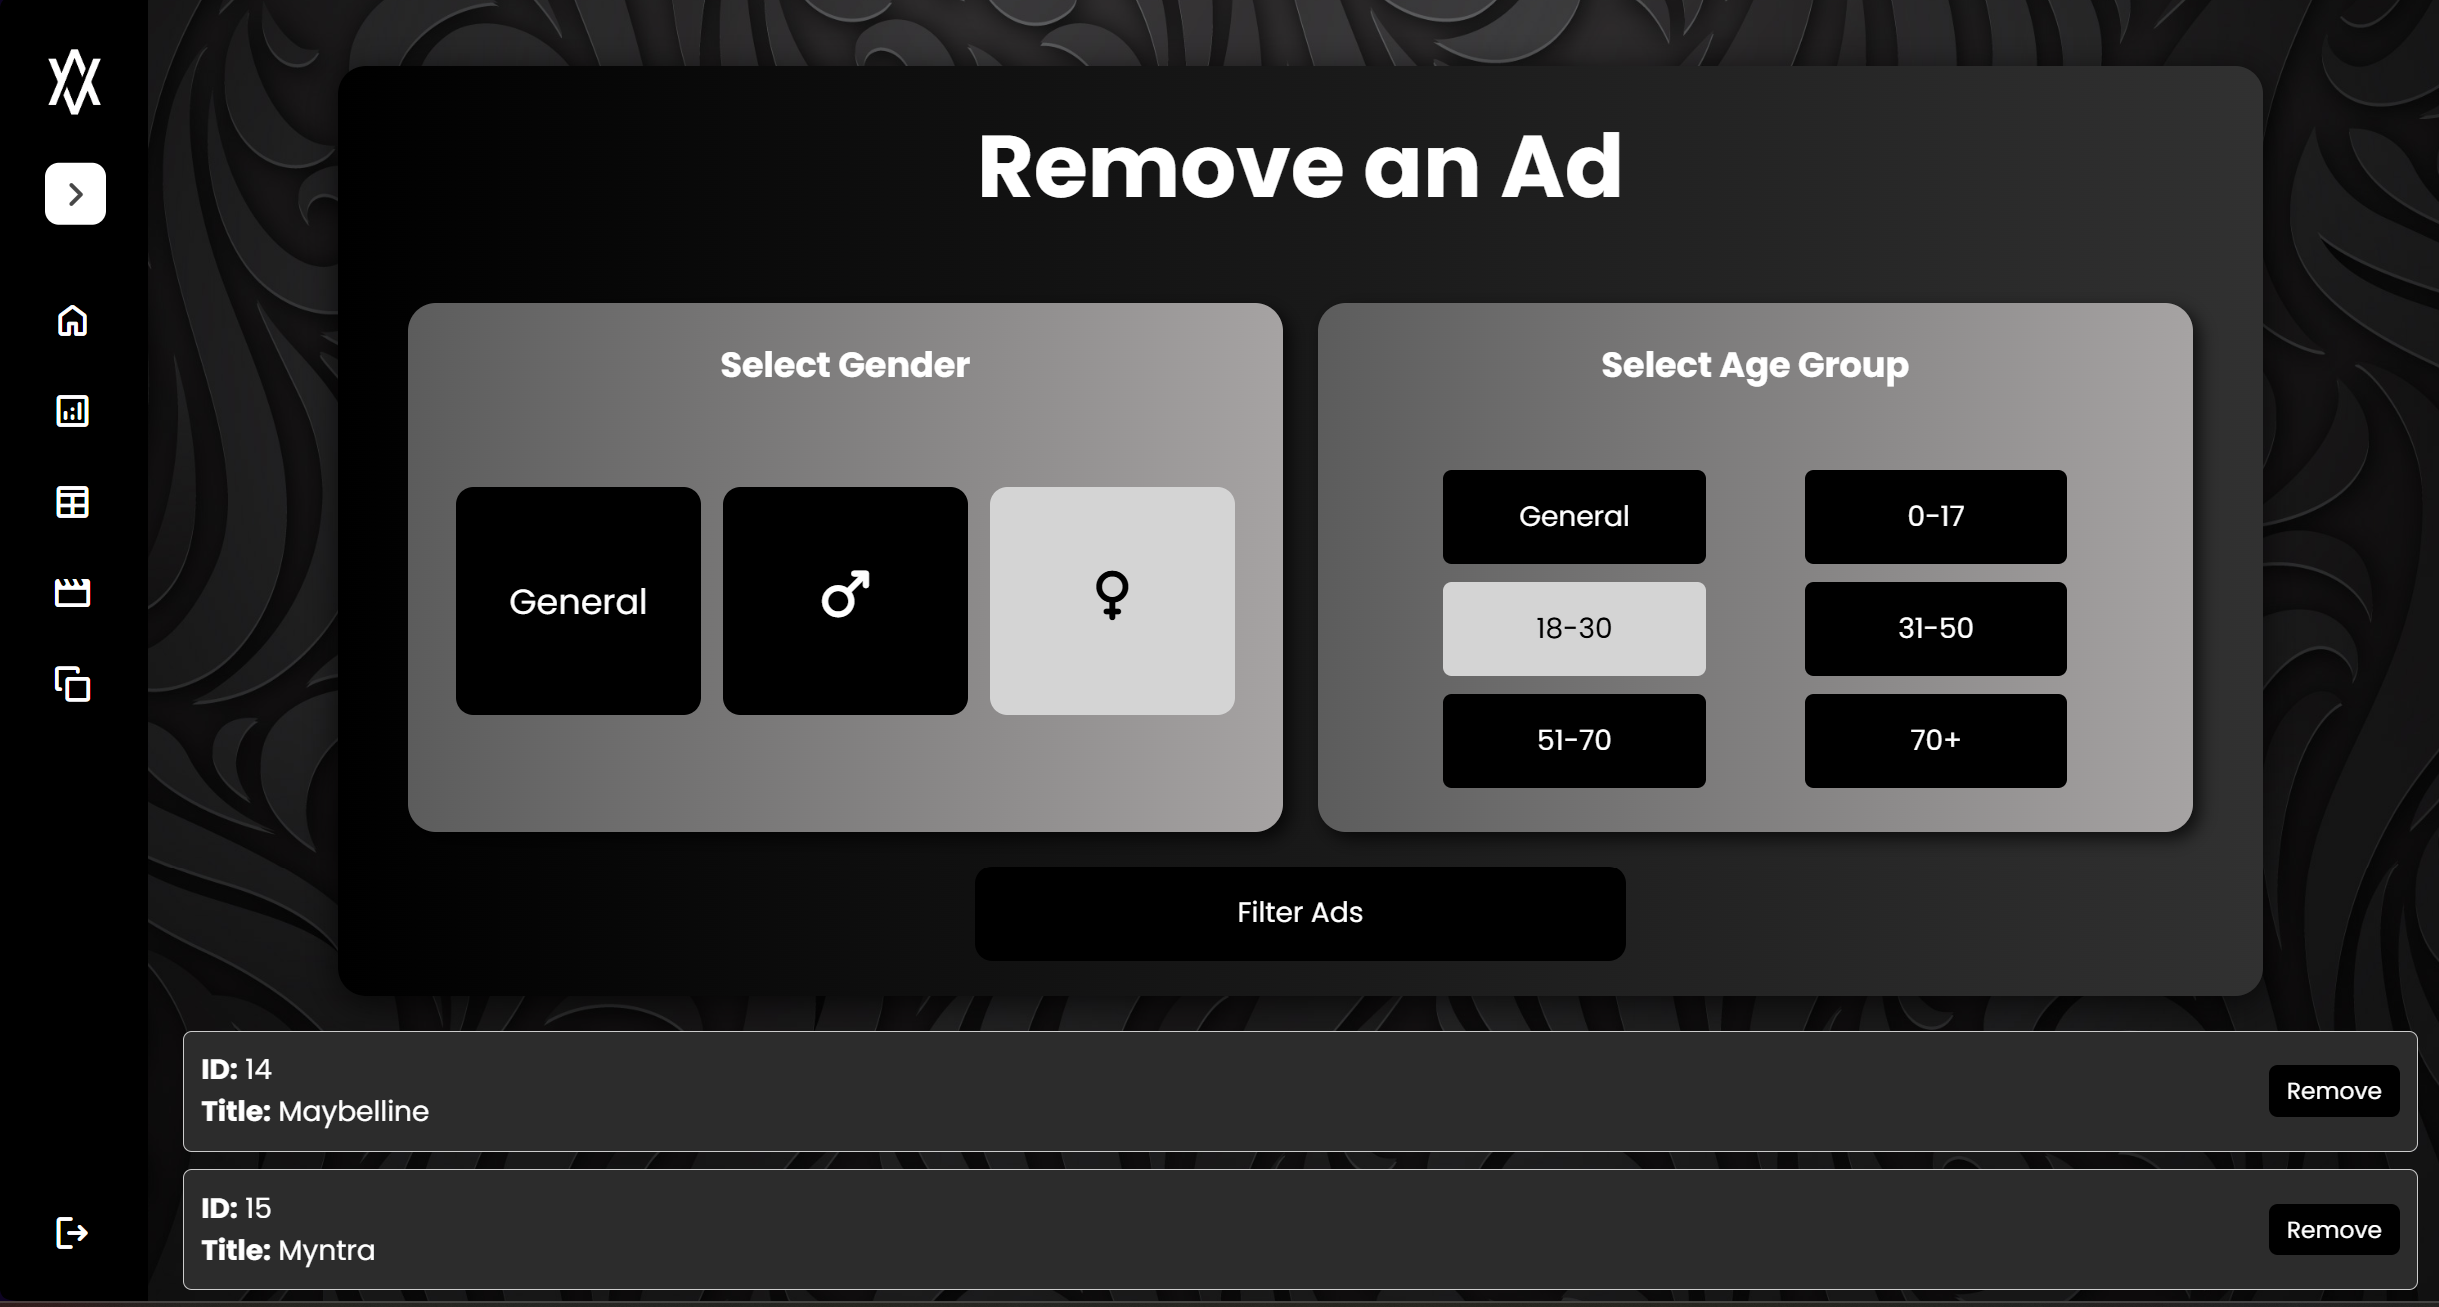 Remove an Ad
Select Gender
General
Select Age Group
General
0-17
18-30
31-50
51-70
70+
Filter Ads
ID: 14
Title: Maybelline
Remove
ID: 15
Title: Myntra
Remove